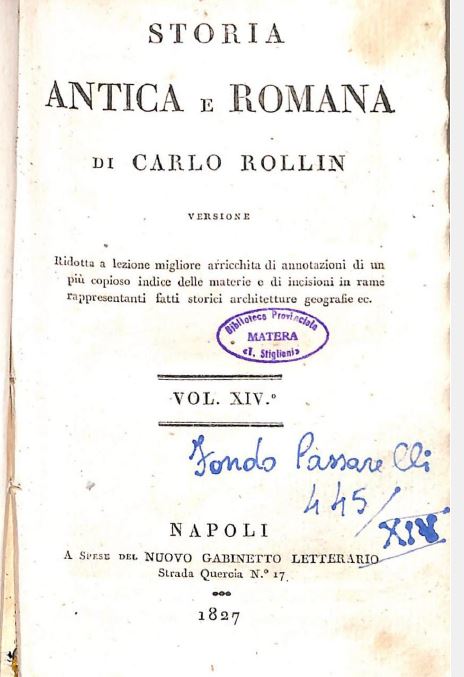 STORIA
ANTICA E ROMANA
DI CARLO ROLLIN
VERSIONE
Ridotta a lezione migliore arricchita di annotazioni di un
più copioso indice delle materie e di incisioni in rame
rappresentanti fatti storici architetture geografie ec.
Biblioteca Provinciale
MATERA
«T. Stigliani»
VOL. XIV.º
Fondo Passarelli
445/
XIV
NAPOLI
A SPESE DEL NUOVO GABINETTO LETTERARIO
Strada Quercia N.º 17.
1827